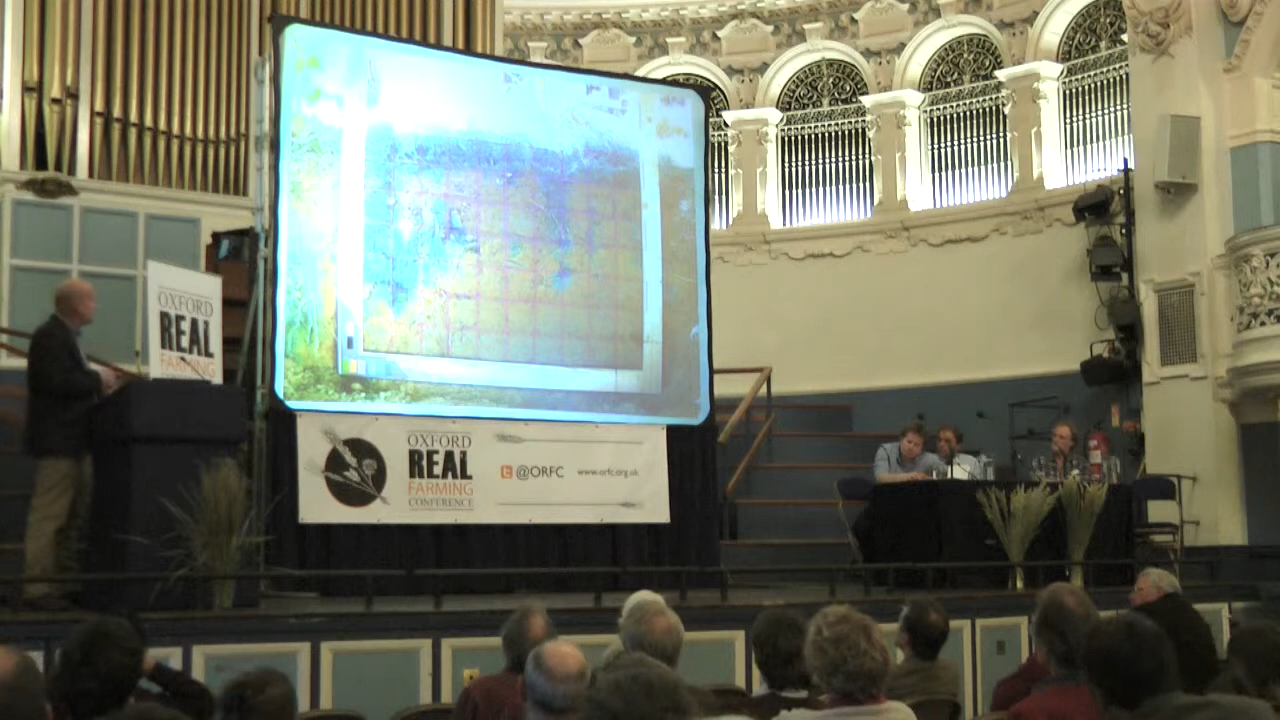 OXFORD
REAL
FARMING
OXFORD
REAL
FARMING
CONFERENCE
@ORFC
www.orfc.org.uk